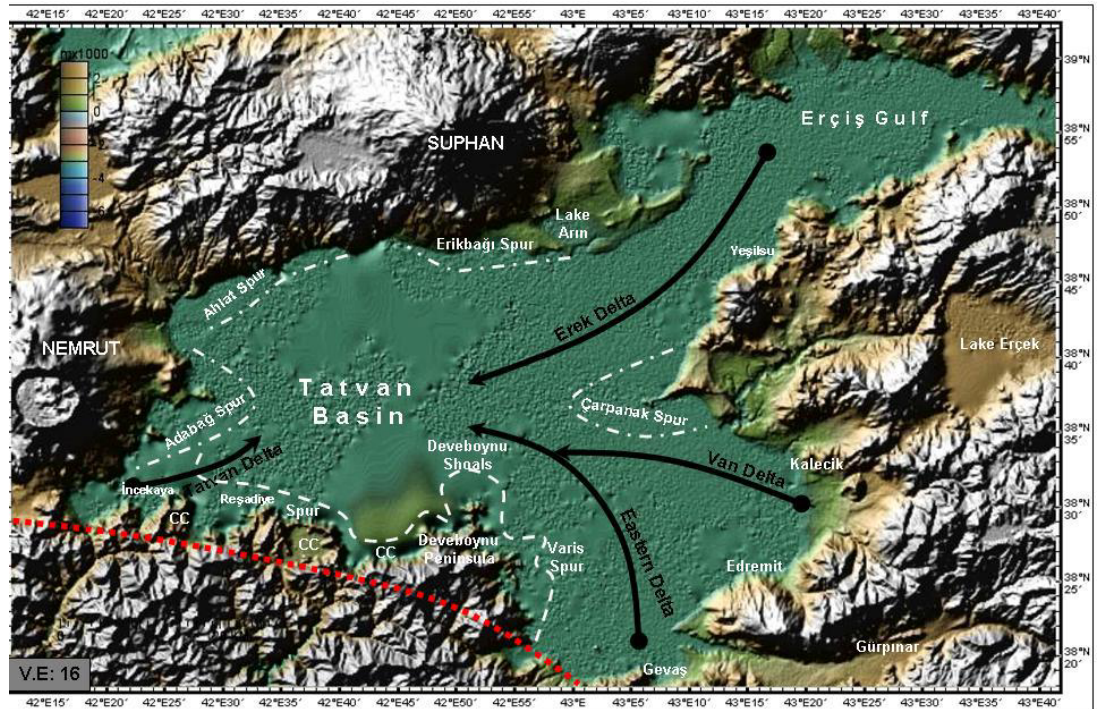 42°E15' 42°E20' 42°E25' 42°E30' 42°E35' 42°E40' 42°E45' 42°E50' 42°E55' 43°E 43°E5' 43°E10' 43°E15' 43°E20' 43°E25' 43°E30' 43°E35' 43°E40'
mx1000
2
0
-2
-4
39°N
Erçiş Gulf
38°N
55'
SUPHAN
38°N
50'
Lake
Arın
Erikbağı Spur
Yeşilsu
Ahlat Spur
38°N
45'
Erek Delta
NEMRUT
Lake Erçek
38°N
40'
Tatvan
Basin
Çarpanak Spur
Adabağ Spur
38°N
35'
Deveboynu
Shoals
Van Delta
Kalecik
Tatvan Delta
İncekaya
Reşadiye
Spur
38°N
30'
CC
CC
CC
Deveboynu
Peninsula
Varis
Spur
Eastern Delta
Edremit
38°N
25'
Gürpınar
38°N
20'
Gevaş
V.E: 16
42°E15' 42°E20' 42°E25' 42°E30' 42°E35' 42°E40' 42°E45' 42°E50' 42°E55' 43°E 43°E5' 43°E10' 43°E15' 43°E20' 43°E25' 43°E30' 43°E35' 43°E40'